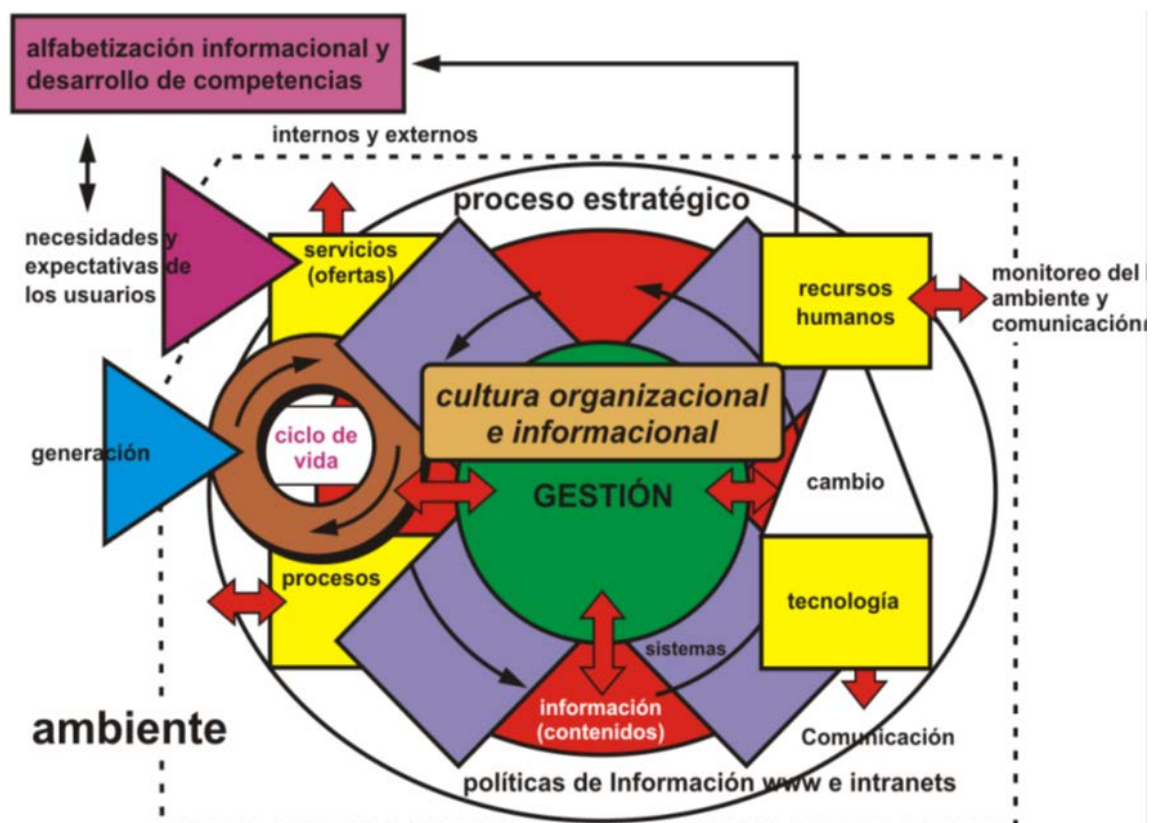 alfabetización informacional y
desarrollo de competencias
internos y externos
proceso estratégico
necesidades y
expectativas de
los usuarios
servicios
(ofertas)
recursos
humanos
monitoreo del
ambiente y
comunicación
cultura organizacional
e informacional
generación
ciclo de
vida
GESTIÓN
cambio
procesos
tecnología
sistemas
información
(contenidos)
ambiente
Comunicación
políticas de Información www e intranets